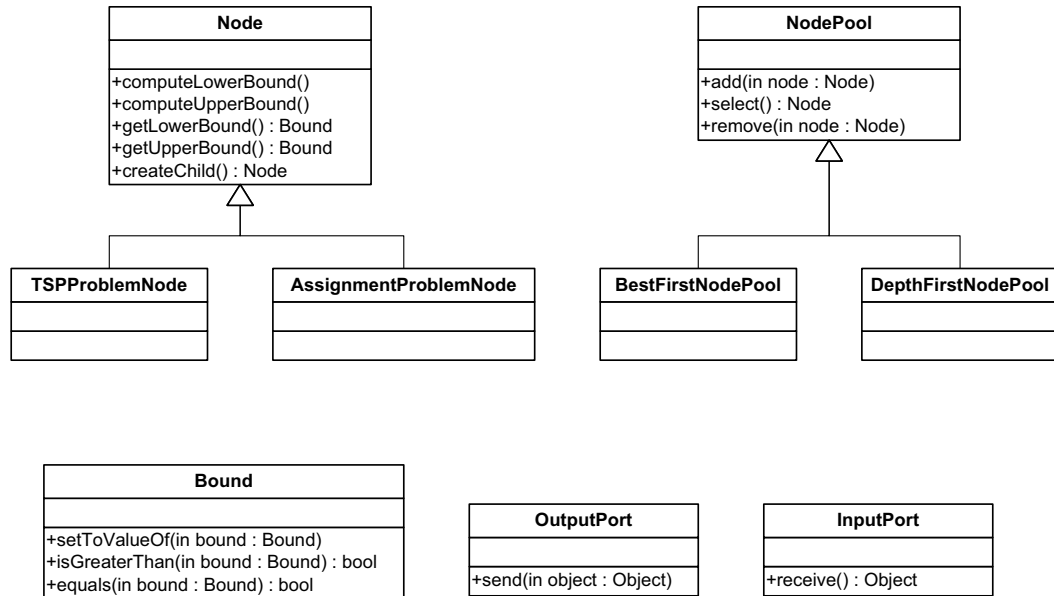 Node
+computeLowerBound()
+computeUpperBound()
+getLowerBound() : Bound
+getUpperBound() : Bound
+createChild() : Node
NodePool
+add(in node : Node)
+select() : Node
+remove(in node : Node)
TSPProblemNode
AssignmentProblemNode
BestFirstNodePool
DepthFirstNodePool
Bound
+setToValueOf(in bound : Bound)
+isGreaterThan(in bound : Bound) : bool
+equals(in bound : Bound) : bool
OutputPort
+send(in object : Object)
InputPort
+receive() : Object